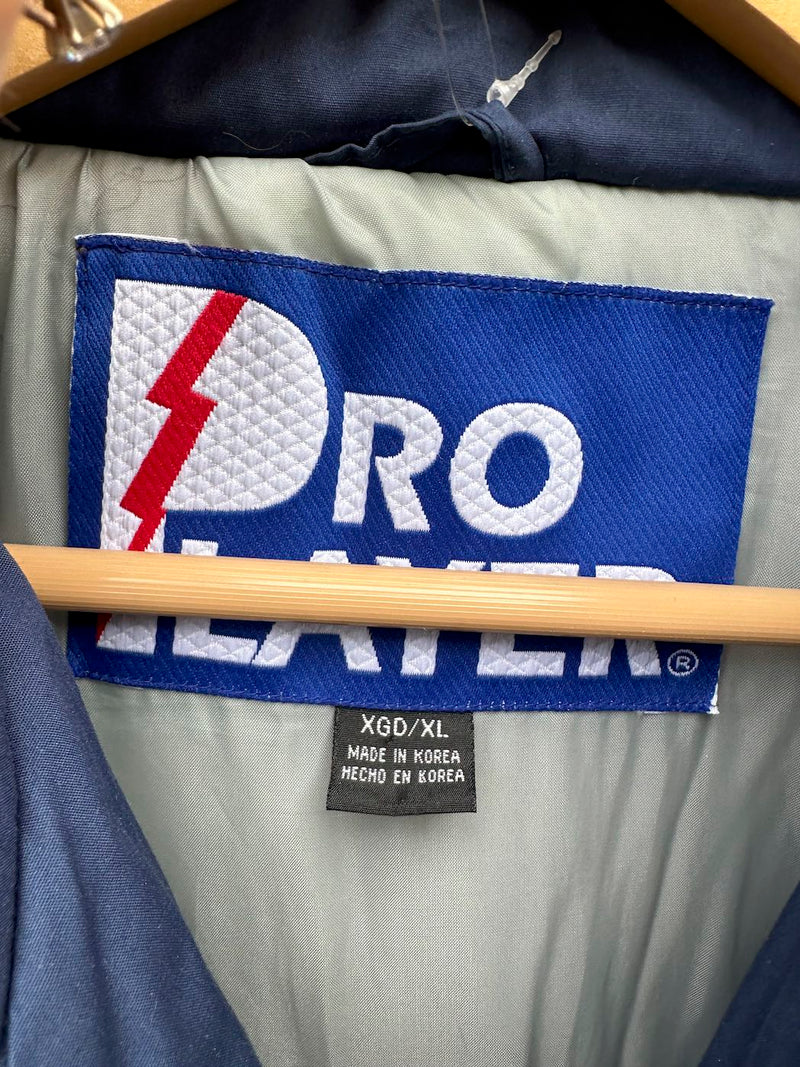 PRO
PLAYER®
XGD/XL
MADE IN KOREA
HECHO EN KOREA